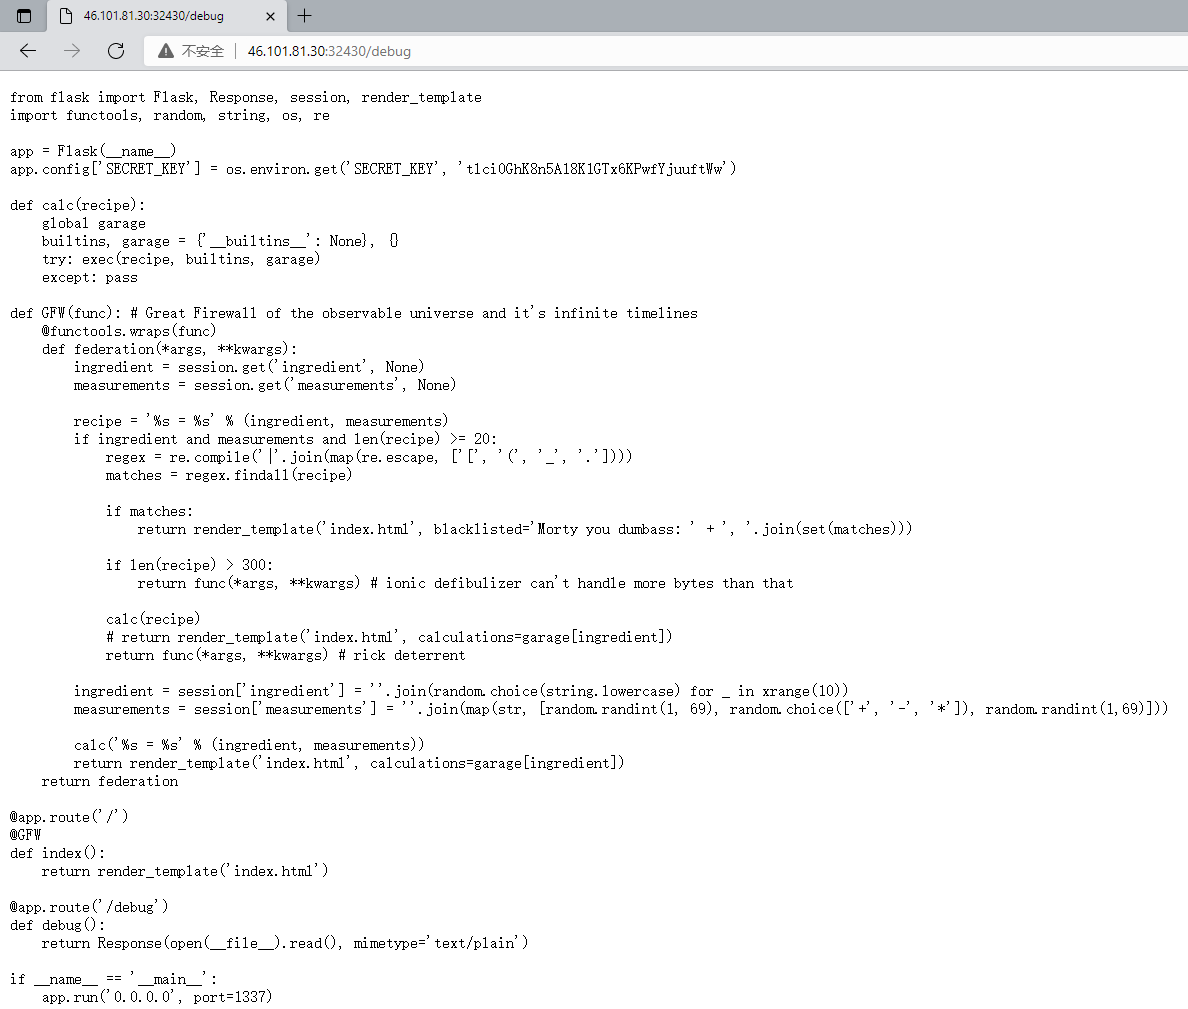 46.101.81.30:32430/debug
不安全
46.101.81.30:32430/debug
from flask import Flask, Response, session, render_template
import functools, random, string, os, re
app = Flask(__name__)
app.config['SECRET_KEY'] = os.environ.get('SECRET_KEY', 'tlci0GhK8n5A18K1GTx6KPwfYjuuftWw')
def calc(recipe):
    global garage
    builtins, garage = {'__builtins__': None}, {}
    try: exec(recipe, builtins, garage)
    except: pass
def GFW(func): # Great Firewall of the observable universe and it's infinite timelines
    @functools.wraps(func)
    def federation(*args, **kwargs):
        ingredient = session.get('ingredient', None)
        measurements = session.get('measurements', None)
        recipe = '%s = %s' % (ingredient, measurements)
        if ingredient and measurements and len(recipe) >= 20:
            regex = re.compile('|'.join(map(re.escape, ['[', '(', '_', '.'])))
            matches = regex.findall(recipe)
            if matches:
                return render_template('index.html', blacklisted='Morty you dumbass: ' + ', '.join(set(matches)))
            if len(recipe) > 300:
                return func(*args, **kwargs) # ionic defibulizer can't handle more bytes than that
            calc(recipe)
            # return render_template('index.html', calculations=garage[ingredient])
            return func(*args, **kwargs) # rick deterrent
        ingredient = session['ingredient'] = ''.join(random.choice(string.lowercase) for _ in xrange(10))
        measurements = session['measurements'] = ''.join(map(str, [random.randint(1, 69), random.choice(['+', '-', '*']), random.randint(1,69)]))
        calc('%s = %s' % (ingredient, measurements))
        return render_template('index.html', calculations=garage[ingredient])
    return federation
@app.route('/')
@GFW
def index():
    return render_template('index.html')
@app.route('/debug')
def debug():
    return Response(open(__file__).read(), mimetype='text/plain')
if __name__ == '__main__':
    app.run('0.0.0.0', port=1337)